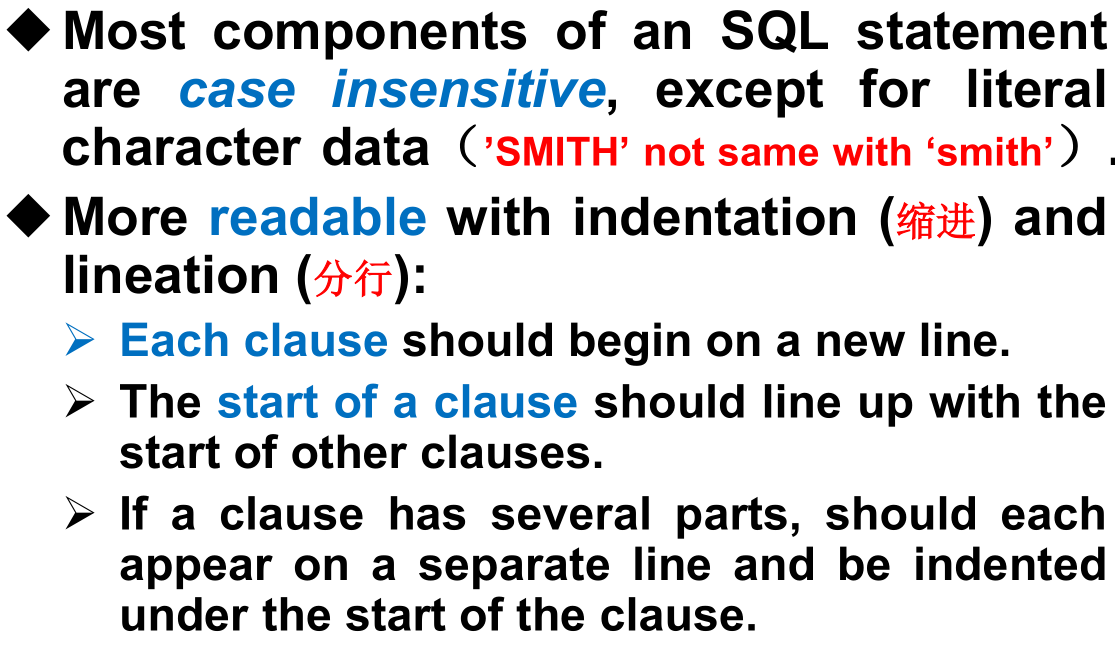 ◆ Most components of an SQL statement
are case insensitive, except for literal
character data（’SMITH’ not same with ‘smith’）.
◆ More readable with indentation (缩进) and
lineation (分行):
➢ Each clause should begin on a new line.
➢ The start of a clause should line up with the
start of other clauses.
➢ If a clause has several parts, should each
appear on a separate line and be indented
under the start of the clause.